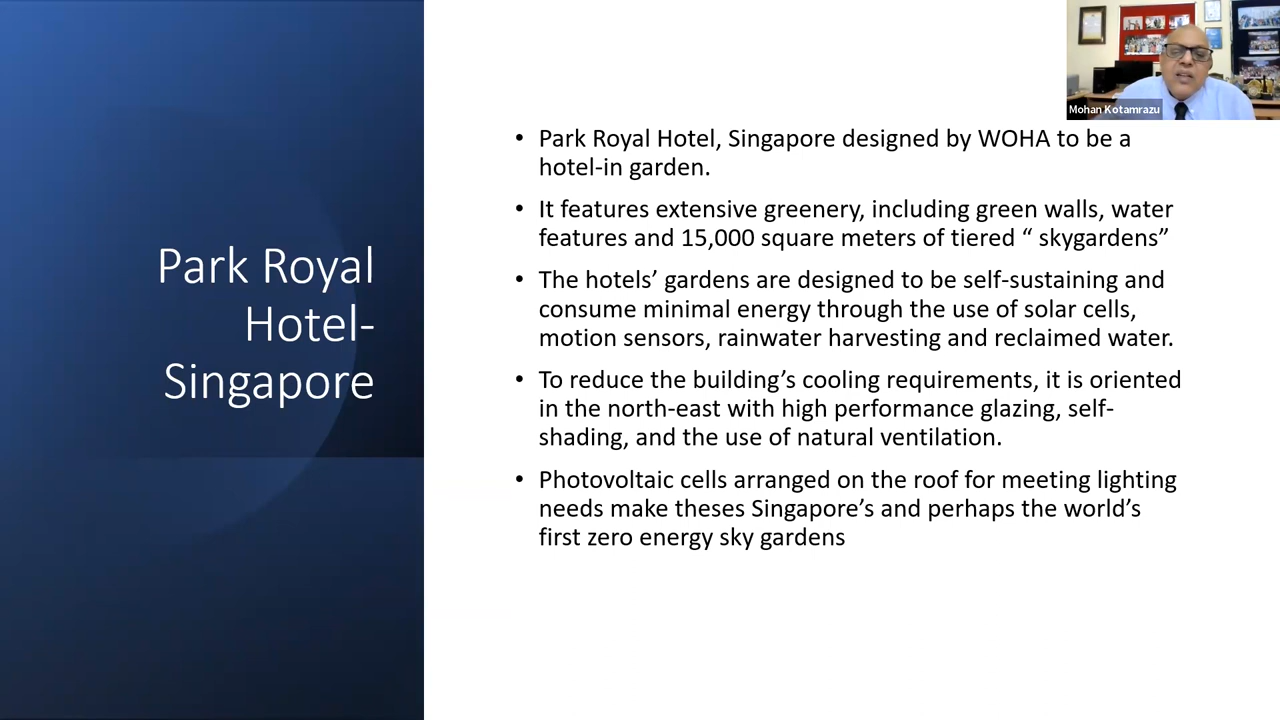 Park Royal
Hotel-
Singapore
Mohan Kotamrazu
• Park Royal Hotel, Singapore designed by WOHA to be a
hotel-in garden.
• It features extensive greenery, including green walls, water
features and 15,000 square meters of tiered “ skygardens”
• The hotels’ gardens are designed to be self-sustaining and
consume minimal energy through the use of solar cells,
motion sensors, rainwater harvesting and reclaimed water.
• To reduce the building’s cooling requirements, it is oriented
in the north-east with high performance glazing, self-
shading, and the use of natural ventilation.
• Photovoltaic cells arranged on the roof for meeting lighting
needs make theses Singapore’s and perhaps the world’s
first zero energy sky gardens